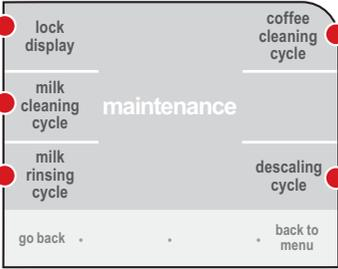 lock
display
coffee
cleaning
cycle
milk
cleaning
cycle
maintenance
milk
rinsing
cycle
descaling
cycle
go back
back to
menu